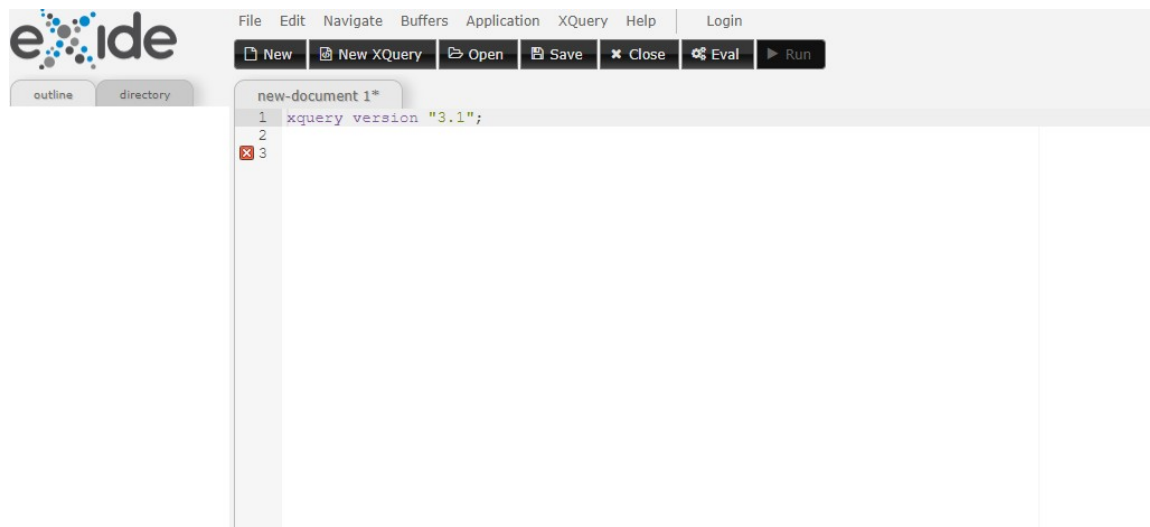 eXide
File Edit Navigate Buffers Application XQuery Help Login
New New XQuery Open Save Close Eval Run
outline directory new-document 1*
1 xquery version "3.1";
2
3